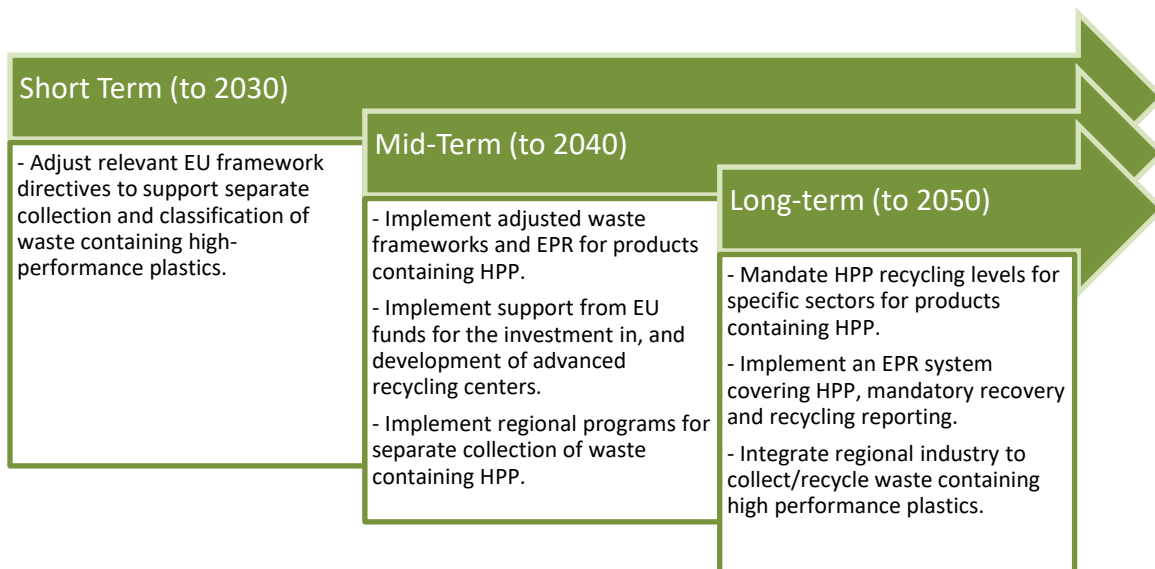 Short Term (to 2030)
- Adjust relevant EU framework
directives to support separate
collection and classification of
waste containing high-
performance plastics.
Mid-Term (to 2040)
- Implement adjusted waste
frameworks and EPR for products
containing HPP.
- Implement support from EU
funds for the investment in, and
development of advanced
recycling centers.
- Implement regional programs for
separate collection of waste
containing HPP.
Long-term (to 2050)
- Mandate HPP recycling levels for
specific sectors for products
containing HPP.
- Implement an EPR system
covering HPP, mandatory recovery
and recycling reporting.
- Integrate regional industry to
collect/recycle waste containing
high performance plastics.